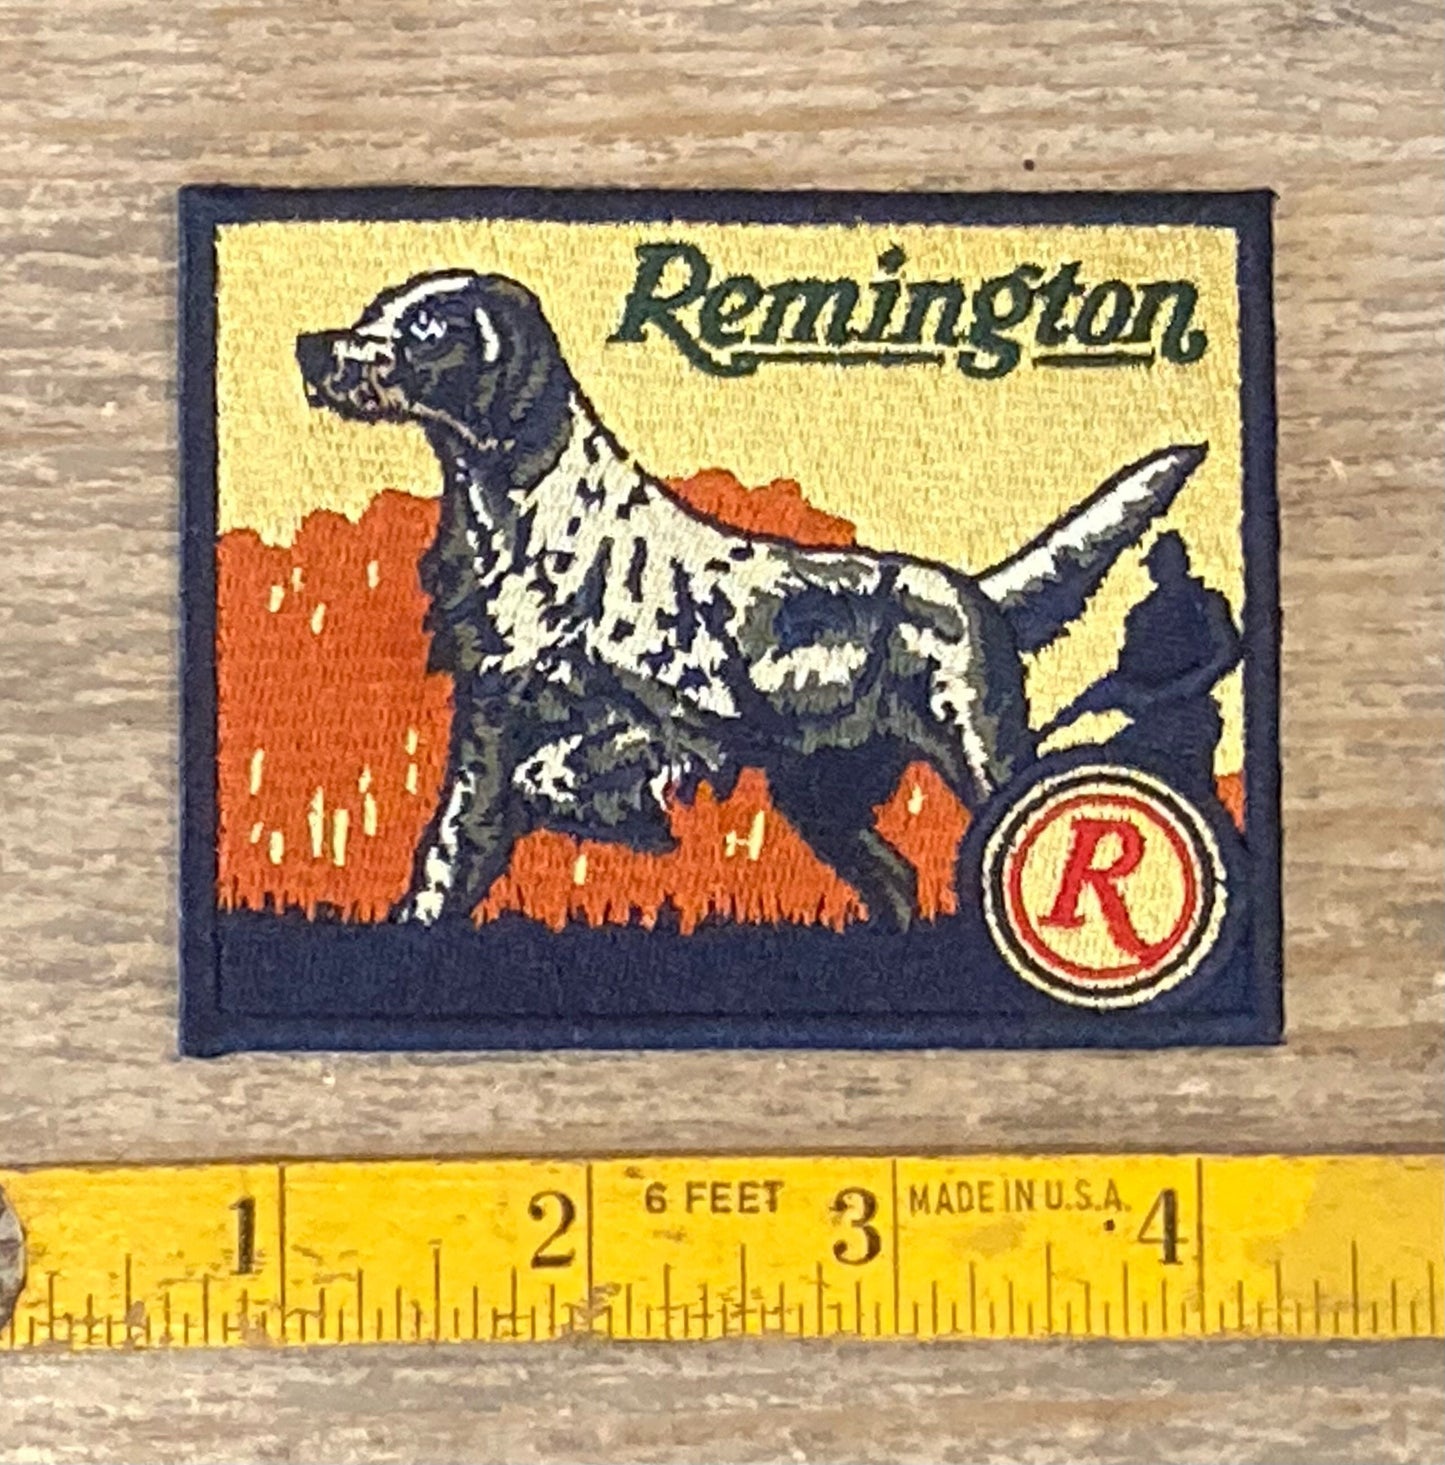 Remington
R
6 FEET MADE IN U.S.A.
1 2 3 4